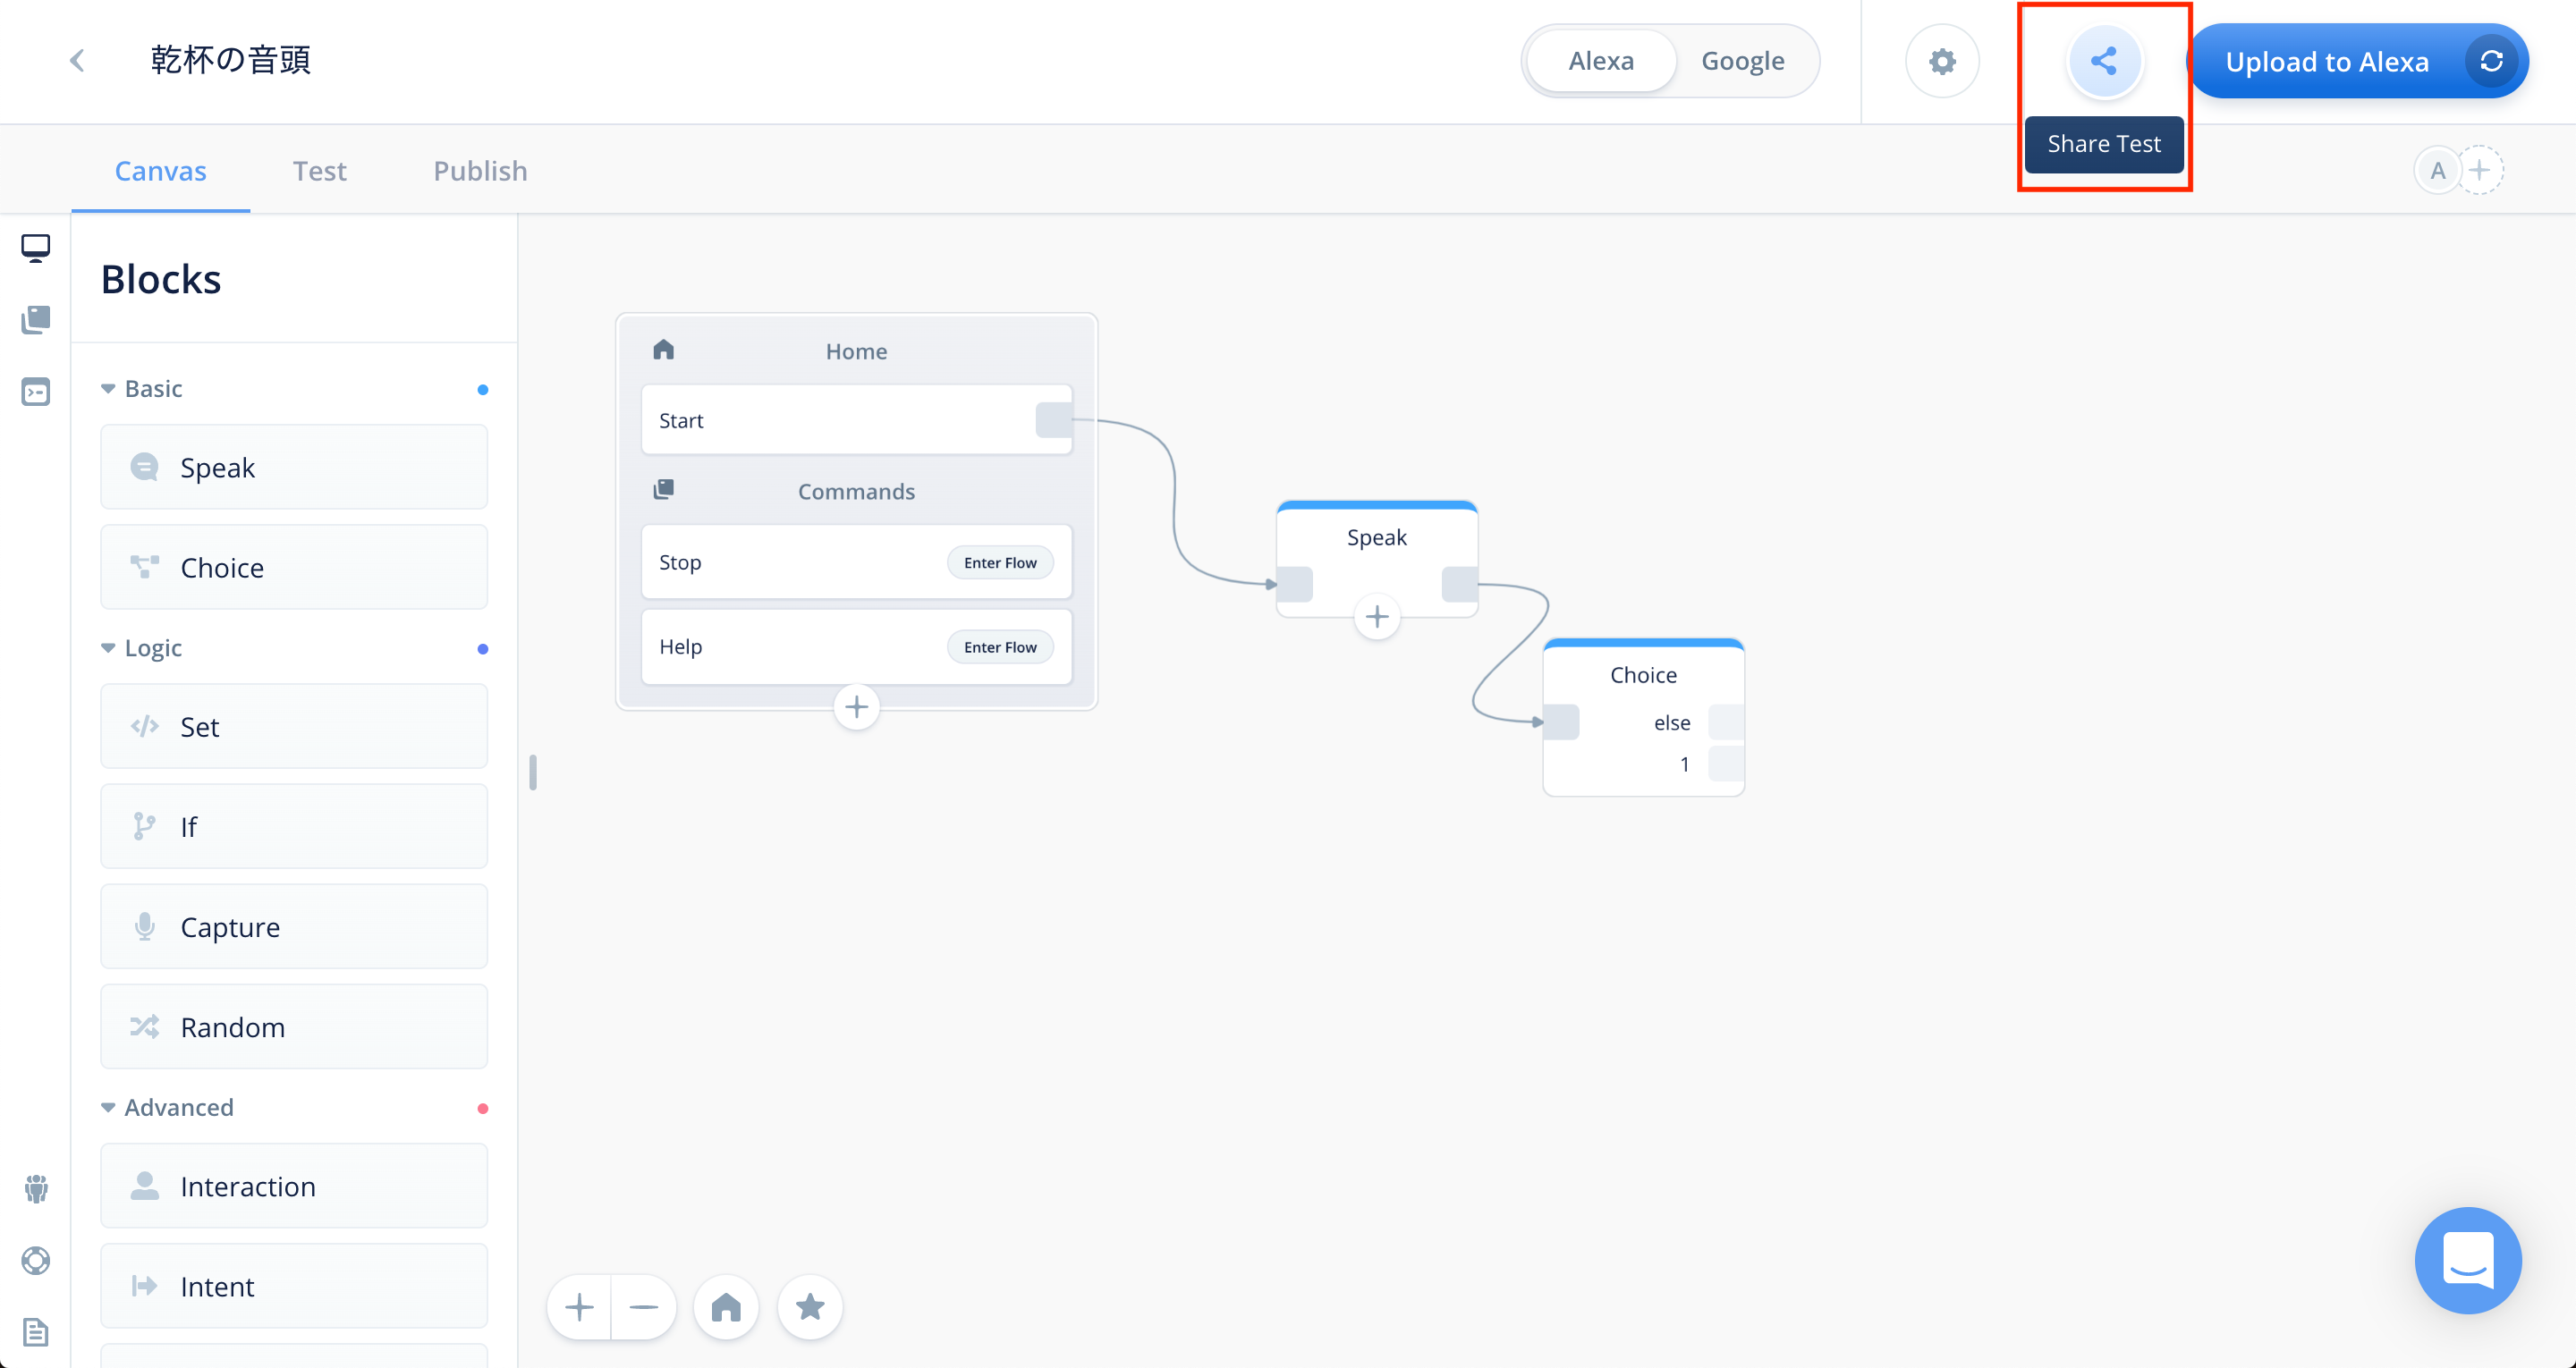 乾杯の音頭
Alexa
Google
Upload to Alexa
Share Test
Canvas
Test
Publish
A
Blocks
Basic
Speak
Choice
Logic
Set
If
Capture
Random
Advanced
Interaction
Intent
Home
Start
Commands
Stop
Enter Flow
Help
Enter Flow
Speak
Choice
else
1